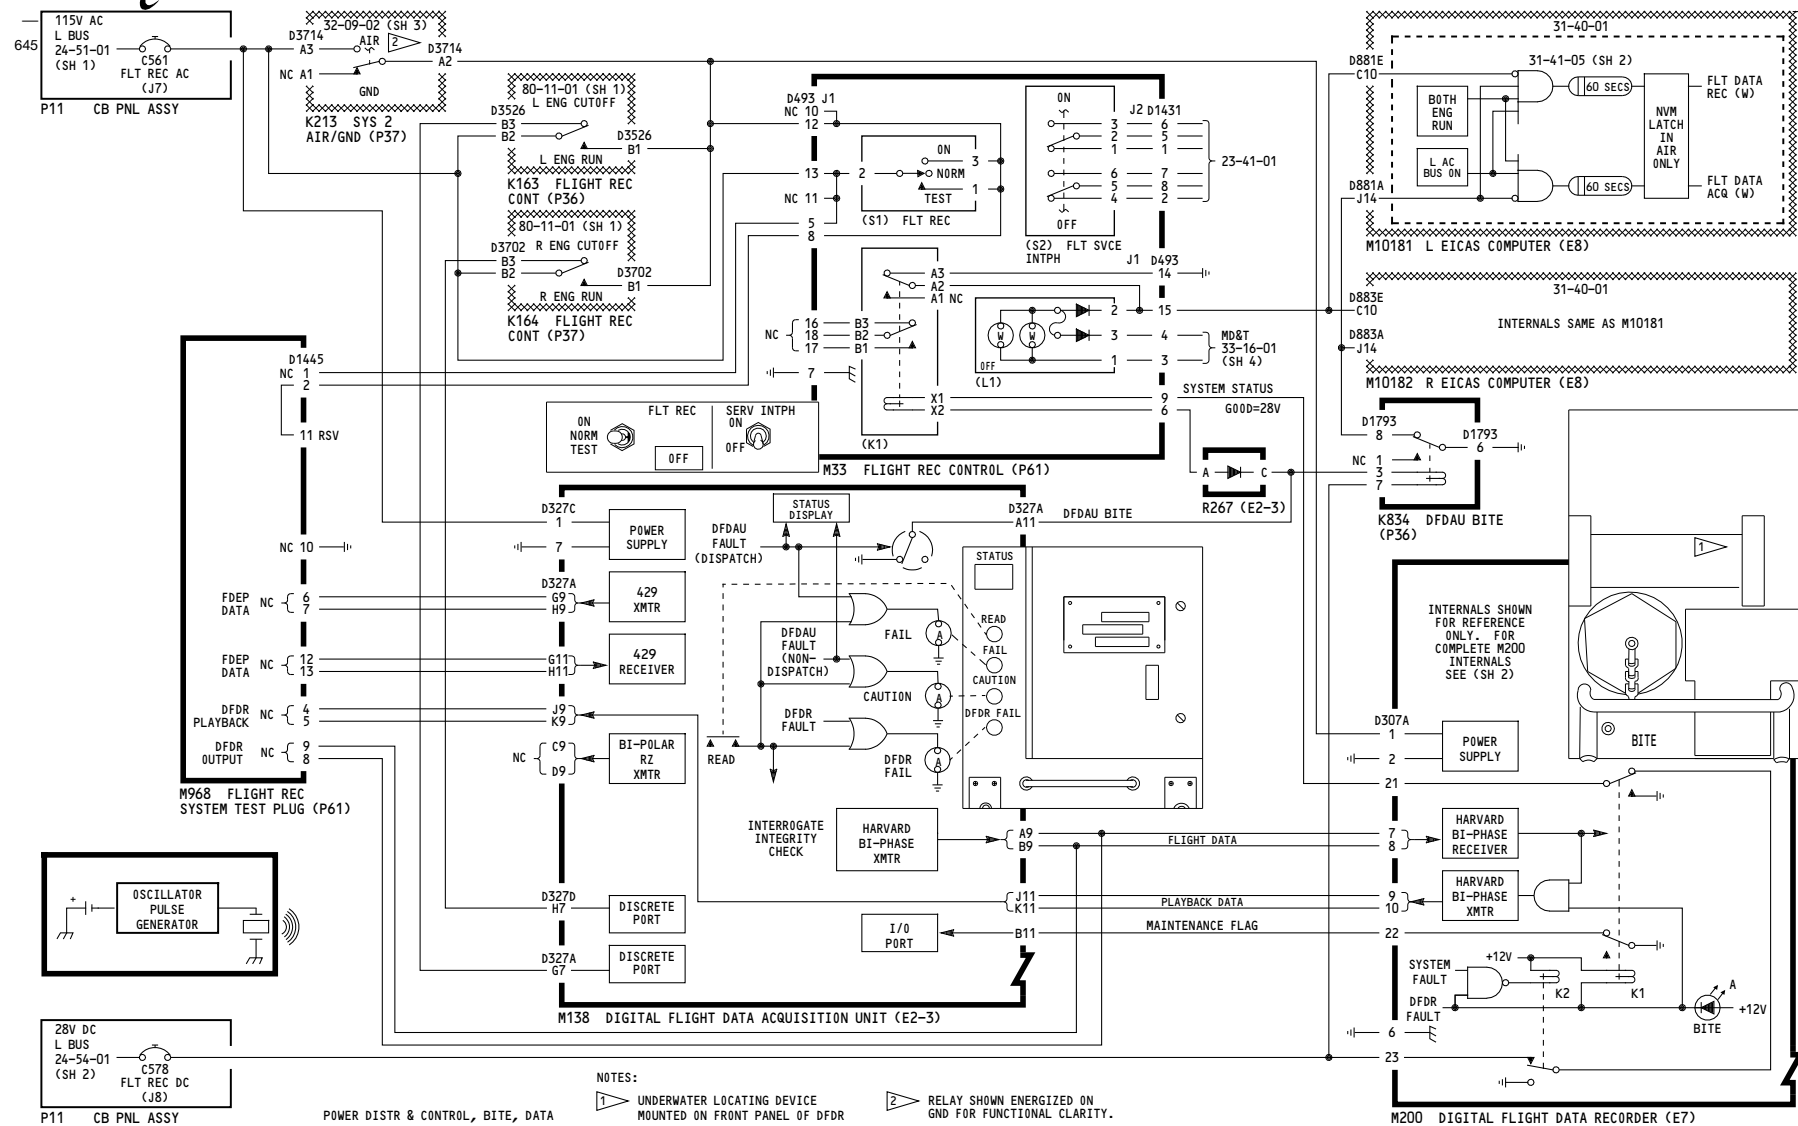 645
115V AC
L BUS
24-51-01
(SH 1)
C561
FLT REC AC
(J7)
P11 CB PNL ASSY
32-09-02 (SH 3)
D3714
A3
AIR
2
D3714
A2
NC A1
GND
K213 SYS 2
AIR/GND (P37)
80-11-01 (SH 1)
L ENG CUTOFF
D3526
B3
B2
D3526
B1
L ENG RUN
K163 FLIGHT REC
CONT (P36)
80-11-01 (SH 1)
R ENG CUTOFF
D3702
B3
B2
D3702
B1
R ENG RUN
K164 FLIGHT REC
CONT (P37)
D493 J1
NC 10
12
13
NC 11
5
8
ON
3
2
NORM
1
TEST
(S1) FLT REC
ON
3
2
1
6
5
4
OFF
(S2) FLT SVCE
INTPH
J2 D1431
6
5
1
7
8
2
23-41-01
J1 D493
14
A3
A2
A1 NC
15
NC
16
18
17
B3
B2
B1
7
W
W
OFF
2
3
1
(L1)
4
3
MD&T
33-16-01
(SH 4)
X1
X2
9
6
(K1)
SYSTEM STATUS
GOOD=28V
M33 FLIGHT REC CONTROL (P61)
FLT REC
ON
NORM
TEST
OFF
SERV INTPH
ON
OFF
31-40-01
31-41-05 (SH 2)
D881E
C10
BOTH
ENG
RUN
L AC
BUS ON
60 SECS
60 SECS
NVM
LATCH
IN
AIR
ONLY
FLT DATA
REC (W)
FLT DATA
ACQ (W)
D881A
J14
M10181 L EICAS COMPUTER (E8)
31-40-01
D883E
C10
INTERNALS SAME AS M10181
D883A
J14
M10182 R EICAS COMPUTER (E8)
D1793
8
D1793
6
NC 1
3
7
K834 DFDAU BITE
(P36)
A
C
R267 (E2-3)
D1445
NC 1
2
11 RSV
NC 10
FDEP
DATA
NC
6
7
FDEP
DATA
NC
12
13
DFDR
PLAYBACK
NC
4
5
DFDR
OUTPUT
NC
9
8
M968 FLIGHT REC
SYSTEM TEST PLUG (P61)
D327C
1
7
POWER
SUPPLY
D327A
G9
H9
429
XMTR
G11
H11
429
RECEIVER
J9
K9
NC
C9
D9
BI-POLAR
RZ
XMTR
D327D
H7
DISCRETE
PORT
D327A
G7
DISCRETE
PORT
STATUS
DISPLAY
DFDAU
FAULT
(DISPATCH)
D327A
A11
DFDAU BITE
DFDAU
FAULT
(NON-
DISPATCH)
FAIL
A
CAUTION
A
DFDR
FAULT
DFDR
FAIL
A
READ
STATUS
READ
FAIL
CAUTION
DFDR FAIL
INTERROGATE
INTEGRITY
CHECK
HARVARD
BI-PHASE
XMTR
A9
B9
J11
K11
I/O
PORT
B11
FLIGHT DATA
PLAYBACK DATA
MAINTENANCE FLAG
M138 DIGITAL FLIGHT DATA ACQUISITION UNIT (E2-3)
INTERNALS SHOWN
FOR REFERENCE
ONLY. FOR
COMPLETE M200
INTERNALS
SEE (SH 2)
1
BITE
D307A
1
2
POWER
SUPPLY
21
7
8
HARVARD
BI-PHASE
RECEIVER
9
10
HARVARD
BI-PHASE
XMTR
22
SYSTEM
FAULT
+12V
K2
K1
DFDR
FAULT
A
+12V
BITE
6
23
M200 DIGITAL FLIGHT DATA RECORDER (E7)
+
OSCILLATOR
PULSE
GENERATOR
28V DC
L BUS
24-54-01
(SH 2)
C578
FLT REC DC
(J8)
P11 CB PNL ASSY
POWER DISTR & CONTROL, BITE, DATA
NOTES:
1 UNDERWATER LOCATING DEVICE
MOUNTED ON FRONT PANEL OF DFDR
2 RELAY SHOWN ENERGIZED ON
GND FOR FUNCTIONAL CLARITY.